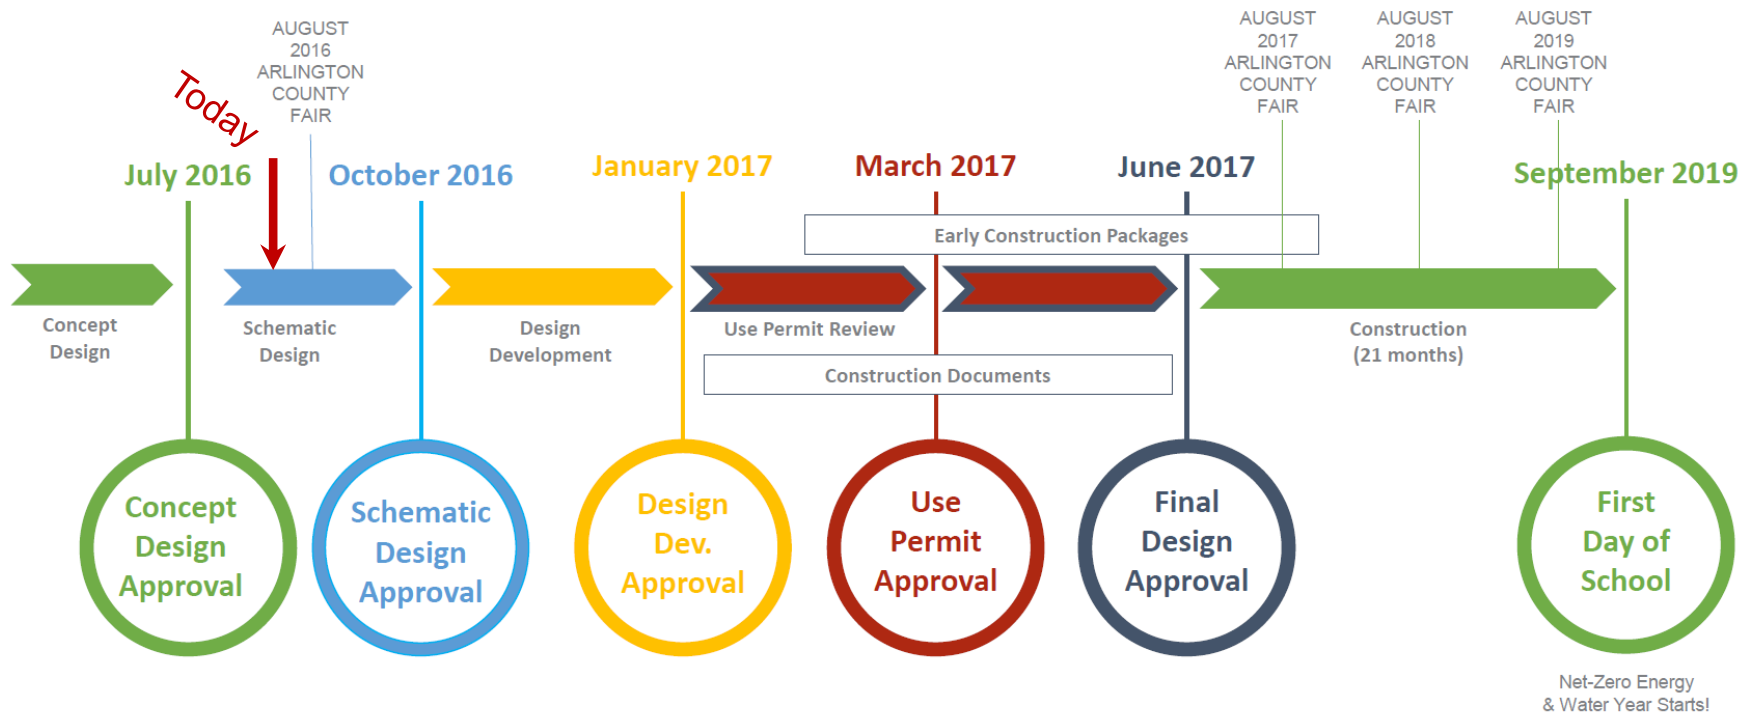 AUGUST
2016
ARLINGTON
COUNTY
FAIR
AUGUST
2017
ARLINGTON
COUNTY
FAIR
AUGUST
2018
ARLINGTON
COUNTY
FAIR
AUGUST
2019
ARLINGTON
COUNTY
FAIR
Today
July 2016
October 2016
January 2017
March 2017
June 2017
September 2019
Early Construction Packages
Concept
Design
Schematic
Design
Design
Development
Use Permit Review
Construction
(21 months)
Construction Documents
Concept
Design
Approval
Schematic
Design
Approval
Design
Dev.
Approval
Use
Permit
Approval
Final
Design
Approval
First
Day of
School
Net-Zero Energy
& Water Year Starts!